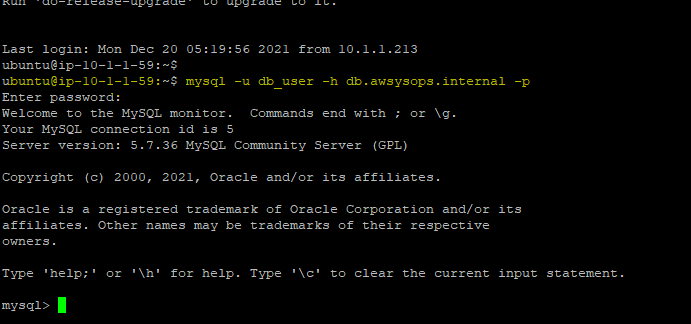 Run 'do-release-upgrade' to upgrade to it.
Last login: Mon Dec 20 05:19:56 2021 from 10.1.1.213
ubuntu@ip-10-1-1-59:~$
ubuntu@ip-10-1-1-59:~$ mysql -u db_user -h db.awsysops.internal -p
Enter password:
Welcome to the MySQL monitor.  Commands end with ; or \g.
Your MySQL connection id is 5
Server version: 5.7.36 MySQL Community Server (GPL)
Copyright (c) 2000, 2021, Oracle and/or its affiliates.
Oracle is a registered trademark of Oracle Corporation and/or its
affiliates. Other names may be trademarks of their respective
owners.
Type 'help;' or '\h' for help. Type '\c' to clear the current input statement.
mysql>